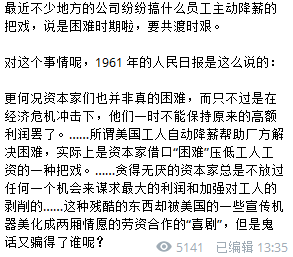 最近不少地方的公司纷纷搞什么员工主动降薪的
把戏，说是困难时期啦，要共渡时艰。
对这个事情呢，1961 年的人民日报是这么说的：
更何况资本家们也并非真的困难，而只不过是在
经济危机冲击下，他们一时不能保持原来的高额
利润罢了。......所谓美国工人自动降薪帮助厂方解
决困难，实际上是资本家借口“困难”压低工人工
资的一种把戏。......贪得无厌的资本家总是不放过
任何一个机会来谋求最大的利润和加强对工人的
剥削的......这种残酷的东西却被美国的一些宣传机
器美化成两厢情愿的劳资合作的“喜剧”，但是鬼
话又骗得了谁呢？
5141 已编辑 13:35